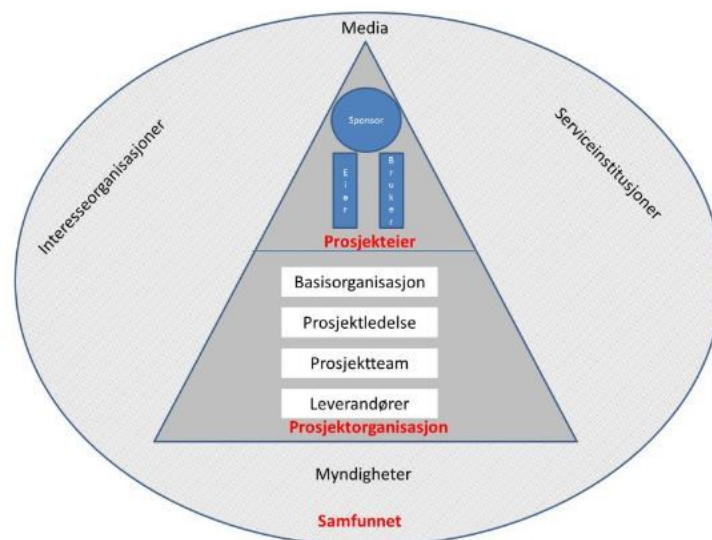 Media
Interesseorganisasjoner
Serviceinstitusjoner
Sponsor
Eier
Bruker
Prosjekteier
Basisorganisasjon
Prosjektledelse
Prosjektteam
Leverandører
Prosjektorganisasjon
Myndigheter
Samfunnet